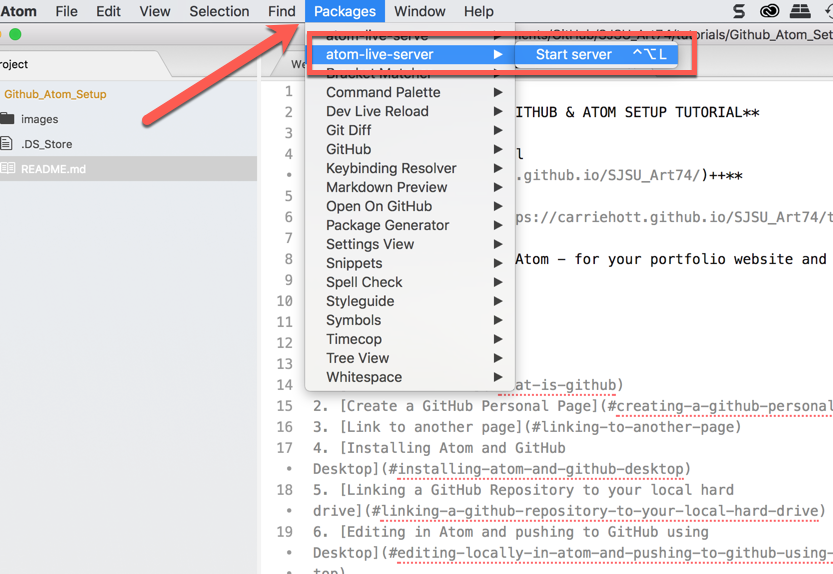 Atom File Edit View Selection Find Packages Window Help
ents/GitHub/SJSU_Art74/tutorials/Github_Atom_Set
atom-live-serve
atom-live-server
Start server ^⌥L
Bracket Matcher
Command Palette
Dev Live Reload
Git Diff
GitHub
Keybinding Resolver
Markdown Preview
Open On GitHub
Package Generator
Settings View
Snippets
Spell Check
Styleguide
Symbols
Timecop
Tree View
Whitespace
roject
Github_Atom_Setup
images
.DS_Store
README.md
We
1
2 ITHUB & ATOM SETUP TUTORIAL**
3
4 l
• .github.io/SJSU_Art74/)++**
5
6 ps://carriehott.github.io/SJSU_Art74/t
7
8 Atom – for your portfolio website and
9
10
11
12
13
14 at-is-github)
15 2. [Create a GitHub Personal Page](#creating-a-github-personal
16 3. [Link to another page](#linking-to-another-page)
17 4. [Installing Atom and GitHub
• Desktop](#installing-atom-and-github-desktop)
18 5. [Linking a GitHub Repository to your local hard
• drive](#linking-a-github-repository-to-your-local-hard-drive)
19 6. [Editing in Atom and pushing to GitHub using
• Desktop](#editing-locally-in-atom-and-pushing-to-github-using-
• top)